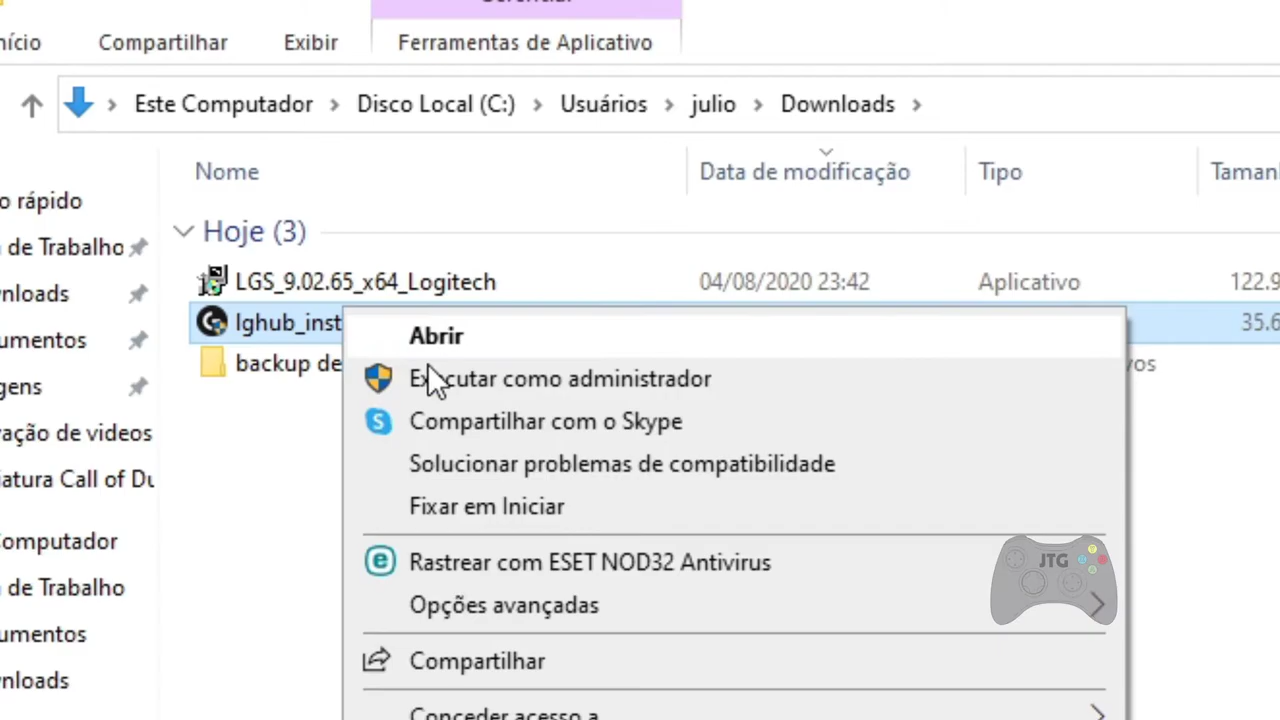 nício Compartilhar Exibir Ferramentas de Aplicativo
Este Computador Disco Local (C:) Usuários julio Downloads
Nome Data de modificação Tipo Taman
o rápido
Hoje (3)
de Trabalho
LGS_9.02.65_x64_Logitech 04/08/2020 23:42 Aplicativo 122.9
nloads
lghub_inst 35.6
umentos
backup de vos
gens
Abrir
Executar como administrador
Compartilhar com o Skype
Solucionar problemas de compatibilidade
Fixar em Iniciar
Rastrear com ESET NOD32 Antivirus
Opções avançadas
Compartilhar
Conceder acesso a
vação de videos
iatura Call of Du
Computador
de Trabalho
umentos
nloads
JTG